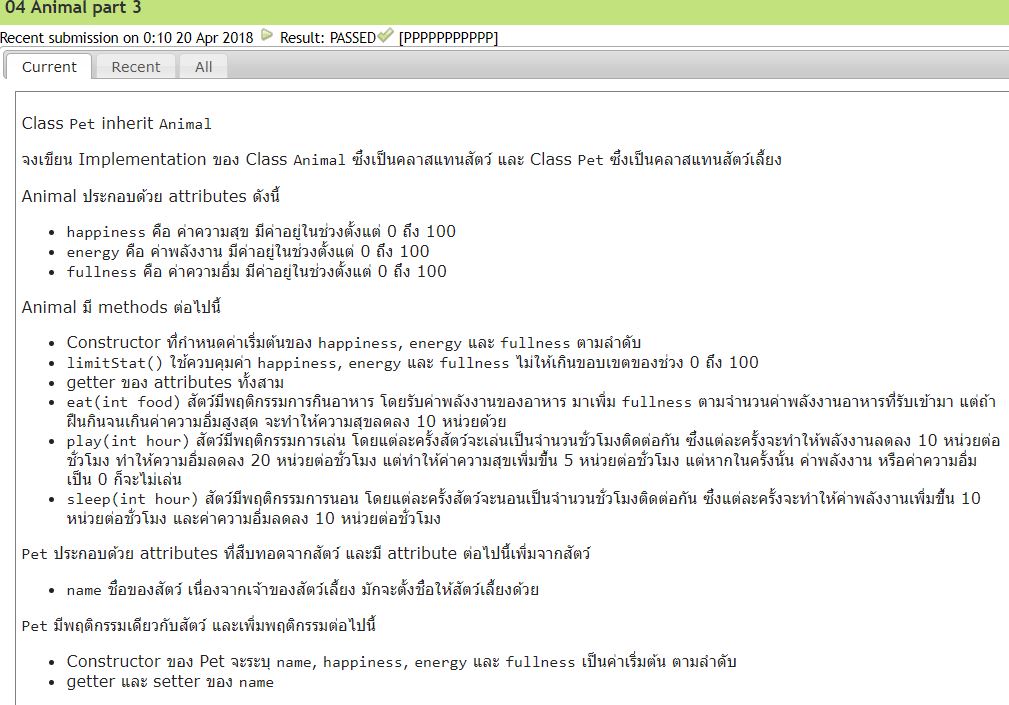 04 Animal part 3
Recent submission on 0:10 20 Apr 2018 Result: PASSED [PPPPPPPPPPP]
Current Recent All
Class Pet inherit Animal
จงเขียน Implementation ของ Class Animal ซึ่งเป็นคลาสแทนสัตว์ และ Class Pet ซึ่งเป็นคลาสแทนสัตว์เลี้ยง
Animal ประกอบด้วย attributes ดังนี้
• happiness คือ ค่าความสุข มีค่าอยู่ในช่วงตั้งแต่ 0 ถึง 100
• energy คือ ค่าพลังงาน มีค่าอยู่ในช่วงตั้งแต่ 0 ถึง 100
• fullness คือ ค่าความอิ่ม มีค่าอยู่ในช่วงตั้งแต่ 0 ถึง 100
Animal มี methods ต่อไปนี้
• Constructor ที่กำหนดค่าเริ่มต้นของ happiness, energy และ fullness ตามลำดับ
• limitStat() ใช้ควบคุมค่า happiness, energy และ fullness ไม่ให้เกินขอบเขตของช่วง 0 ถึง 100
• getter ของ attributes ทั้งสาม
• eat(int food) สัตว์มีพฤติกรรมการกินอาหาร โดยรับค่าพลังงานของอาหาร มาเพิ่ม fullness ตามจำนวนค่าพลังงานอาหารที่รับเข้ามา แต่ถ้า
ฝืนกินจนเกินค่าความอิ่มสูงสุด จะทำให้ความสุขลดลง 10 หน่วยด้วย
• play(int hour) สัตว์มีพฤติกรรมการเล่น โดยแต่ละครั้งสัตว์จะเล่นเป็นจำนวนชั่วโมงติดต่อกัน ซึ่งแต่ละครั้งจะทำให้พลังงานลดลง 10 หน่วยต่อ
ชั่วโมง ทำให้ความอิ่มลดลง 20 หน่วยต่อชั่วโมง แต่ทำให้ค่าความสุขเพิ่มขึ้น 5 หน่วยต่อชั่วโมง แต่หากในครั้งนั้น ค่าพลังงาน หรือค่าความอิ่ม
เป็น 0 ก็จะไม่เล่น
• sleep(int hour) สัตว์มีพฤติกรรมการนอน โดยแต่ละครั้งสัตว์จะนอนเป็นจำนวนชั่วโมงติดต่อกัน ซึ่งแต่ละครั้งจะทำให้ค่าพลังงานเพิ่มขึ้น 10
หน่วยต่อชั่วโมง และค่าความอิ่มลดลง 10 หน่วยต่อชั่วโมง
Pet ประกอบด้วย attributes ที่สืบทอดจากสัตว์ และมี attribute ต่อไปนี้เพิ่มจากสัตว์
• name ชื่อของสัตว์ เนื่องจากเจ้าของสัตว์เลี้ยง มักจะตั้งชื่อให้สัตว์เลี้ยงด้วย
Pet มีพฤติกรรมเดียวกับสัตว์ และเพิ่มพฤติกรรมต่อไปนี้
• Constructor ของ Pet จะระบุ name, happiness, energy และ fullness เป็นค่าเริ่มต้น ตามลำดับ
• getter และ setter ของ name